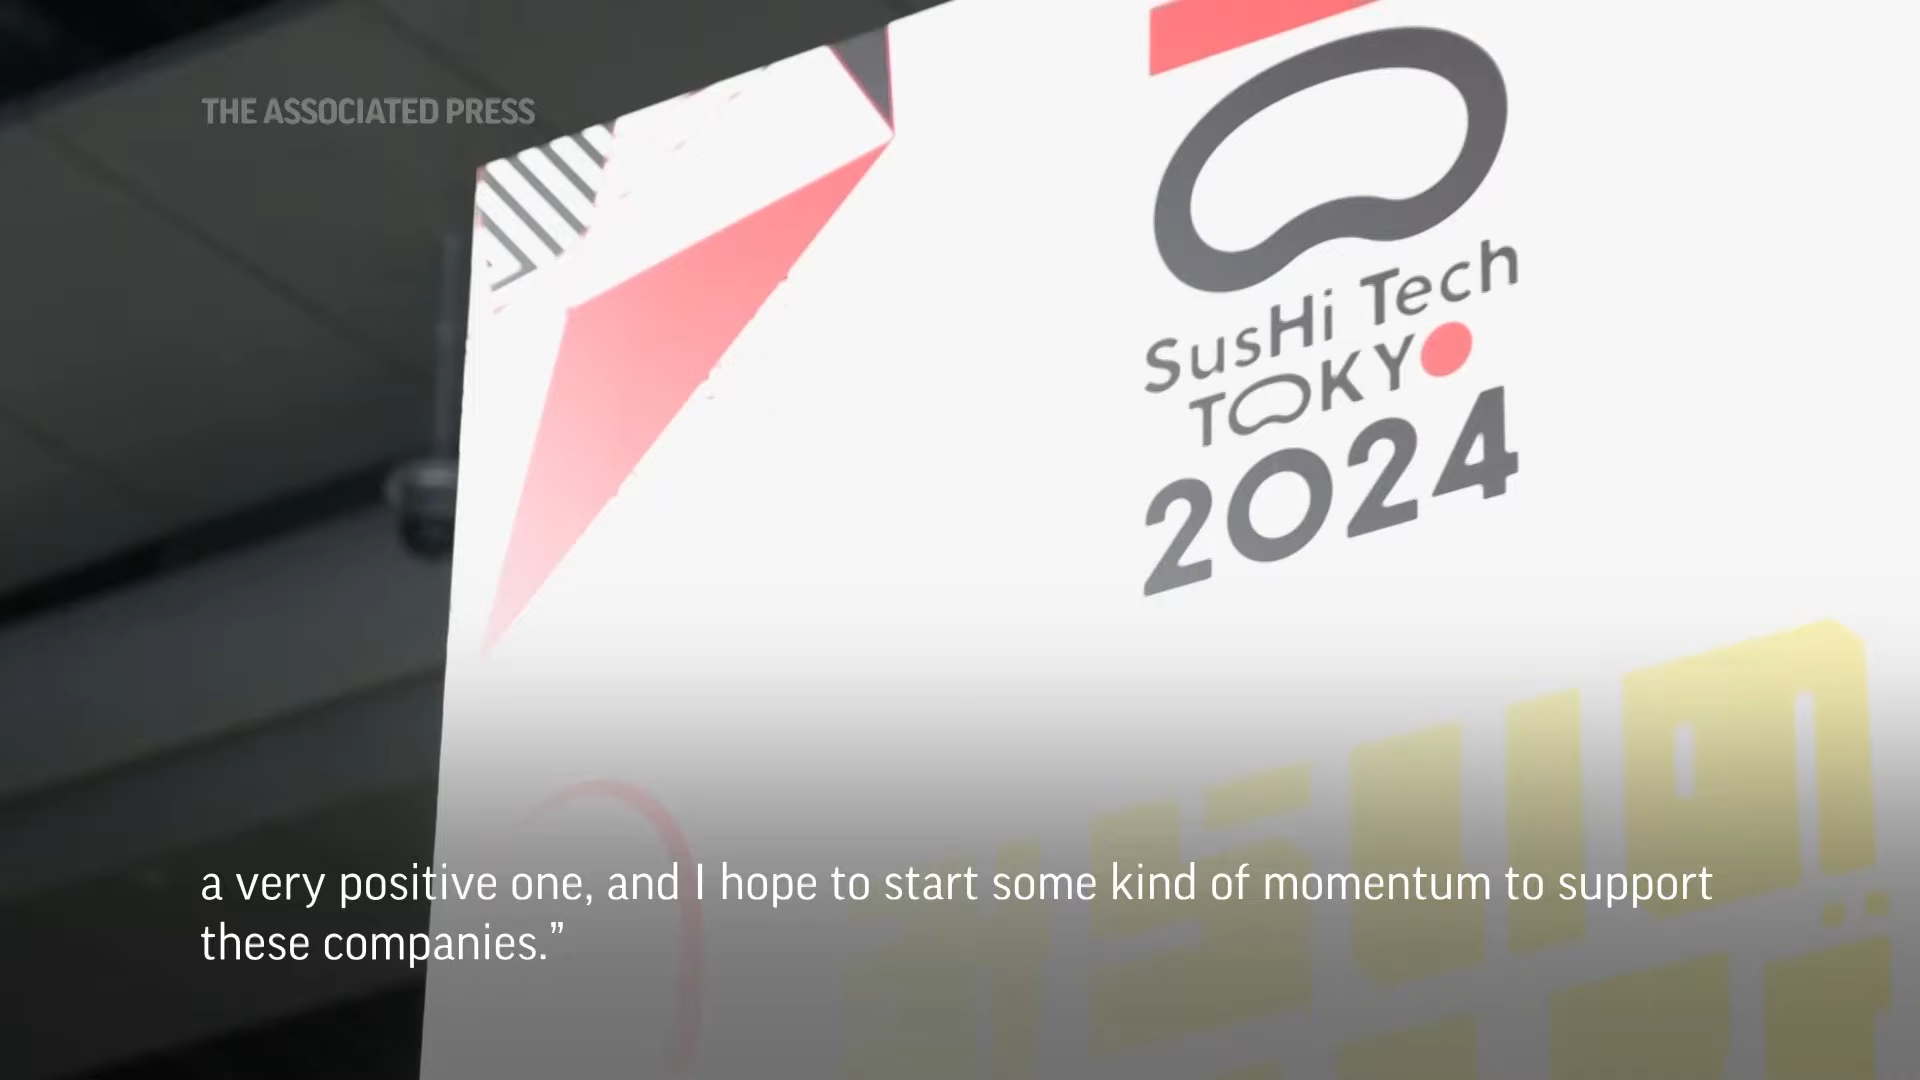 THE ASSOCIATED PRESS
SusHi Tech
TOKYO
2024
a very positive one, and I hope to start some kind of momentum to support
these companies.”